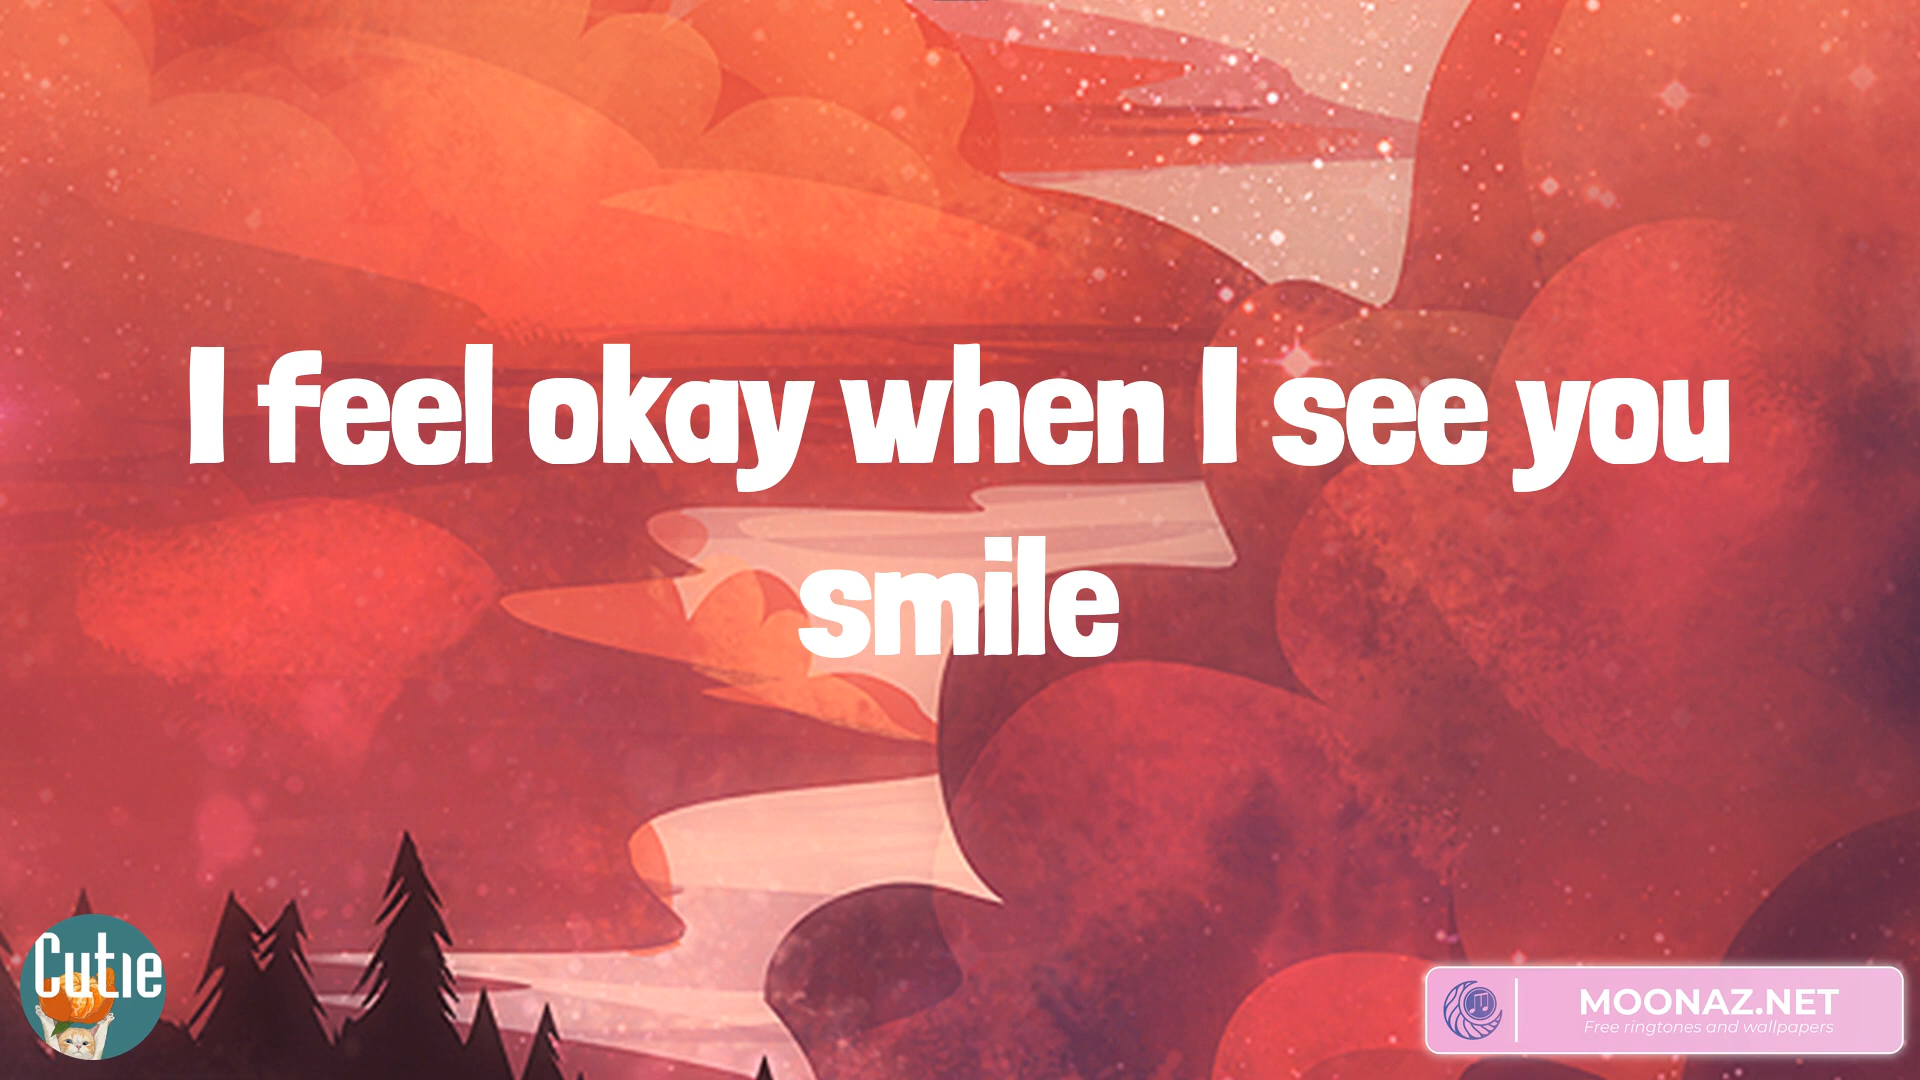 I feel okay when I see you
smile
Cutie
MOONAZ.NET
Free ringtones and wallpapers